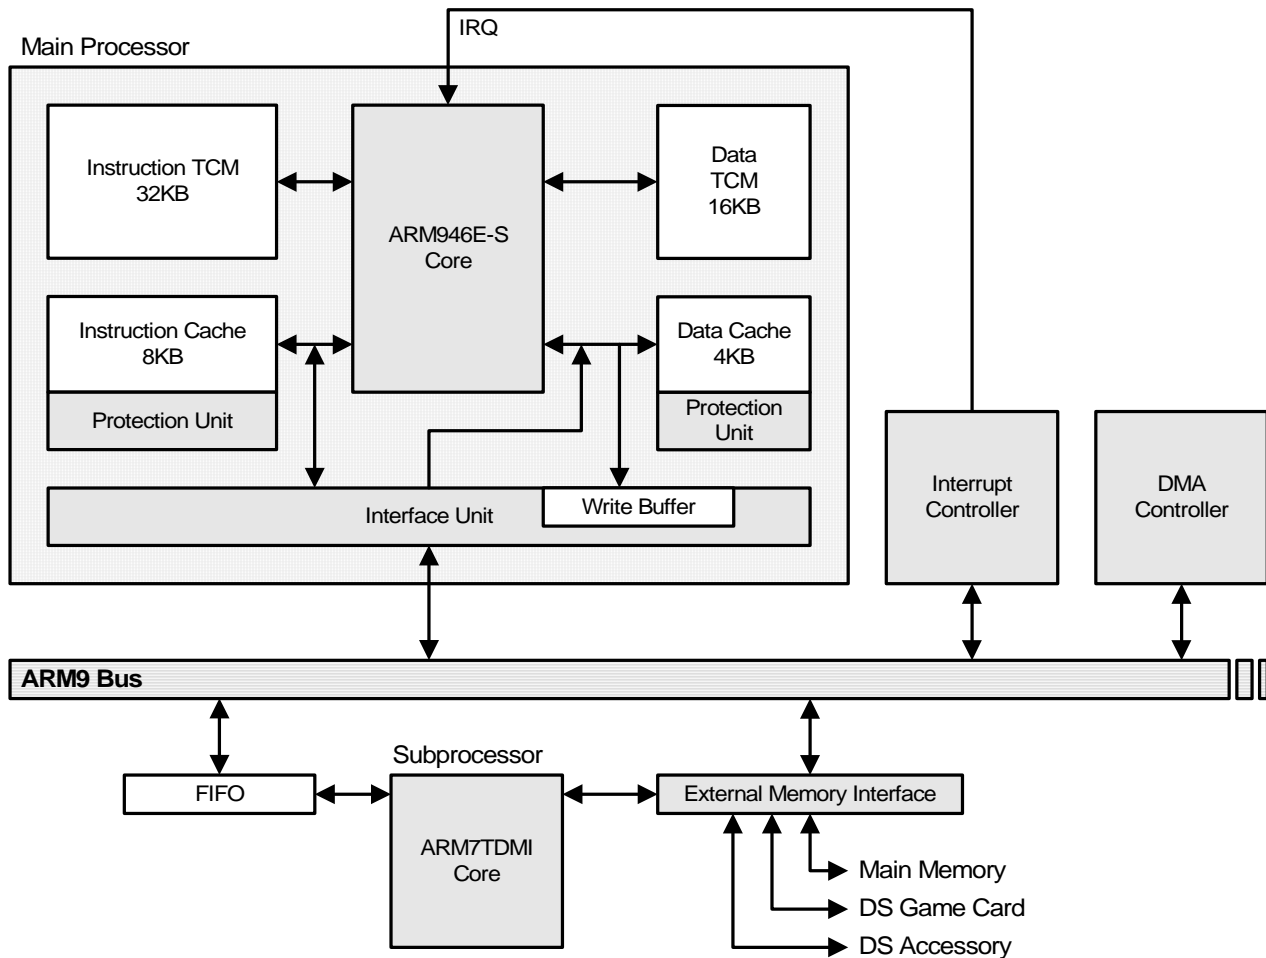 IRQ
Main Processor
Instruction TCM
32KB
Data
TCM
16KB
ARM946E-S
Core
Instruction Cache
8KB
Data Cache
4KB
Protection Unit
Protection
Unit
Interrupt
Controller
DMA
Controller
Interface Unit
Write Buffer
ARM9 Bus
Subprocessor
FIFO
External Memory Interface
ARM7TDMI
Core
Main Memory
DS Game Card
DS Accessory